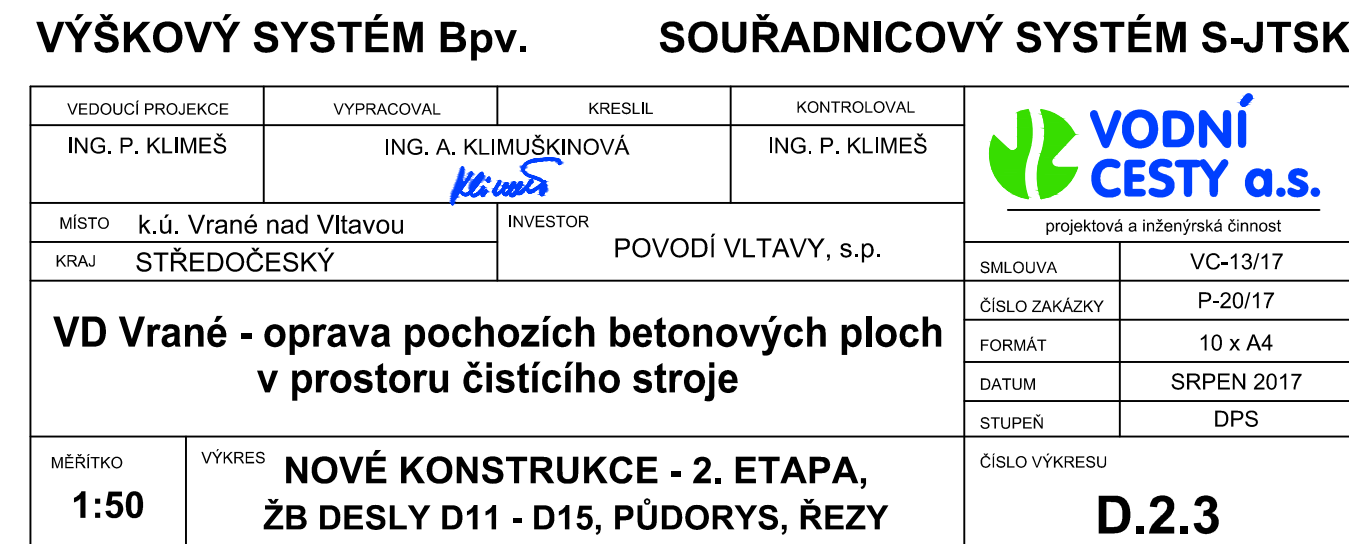 VÝŠKOVÝ SYSTÉM Bpv. SOUŘADNICOVÝ SYSTÉM S-JTSK
VEDOUCÍ PROJEKCE VYPRACOVAL KRESLIL KONTROLOVAL
ING. P. KLIMEŠ ING. A. KLIMUŠKINOVÁ ING. P. KLIMEŠ
VODNÍ
CESTY a.s.
projektová a inženýrská činnost
MÍSTO k.ú. Vrané nad Vltavou
KRAJ STŘEDOČESKÝ
INVESTOR
POVODÍ VLTAVY, s.p.
SMLOUVA VC-13/17
ČÍSLO ZAKÁZKY P-20/17
FORMÁT 10 x A4
DATUM SRPEN 2017
STUPEŇ DPS
VD Vrané - oprava pochozích betonových ploch
v prostoru čistícího stroje
MĚŘÍTKO
1:50
VÝKRES NOVÉ KONSTRUKCE - 2. ETAPA,
ŽB DESLY D11 - D15, PŮDORYS, ŘEZY
ČÍSLO VÝKRESU
D.2.3